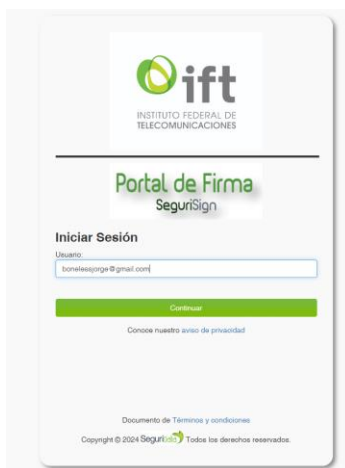 ift
INSTITUTO FEDERAL DE
TELECOMUNICACIONES
Portal de Firma
SeguriSign
Iniciar Sesión
Usuario:
bonelessjorge@gmail.com
Continuar
Conoce nuestro aviso de privacidad
Documento de Términos y condiciones
Copyright © 2024 Seguridata Todos los derechos reservados.